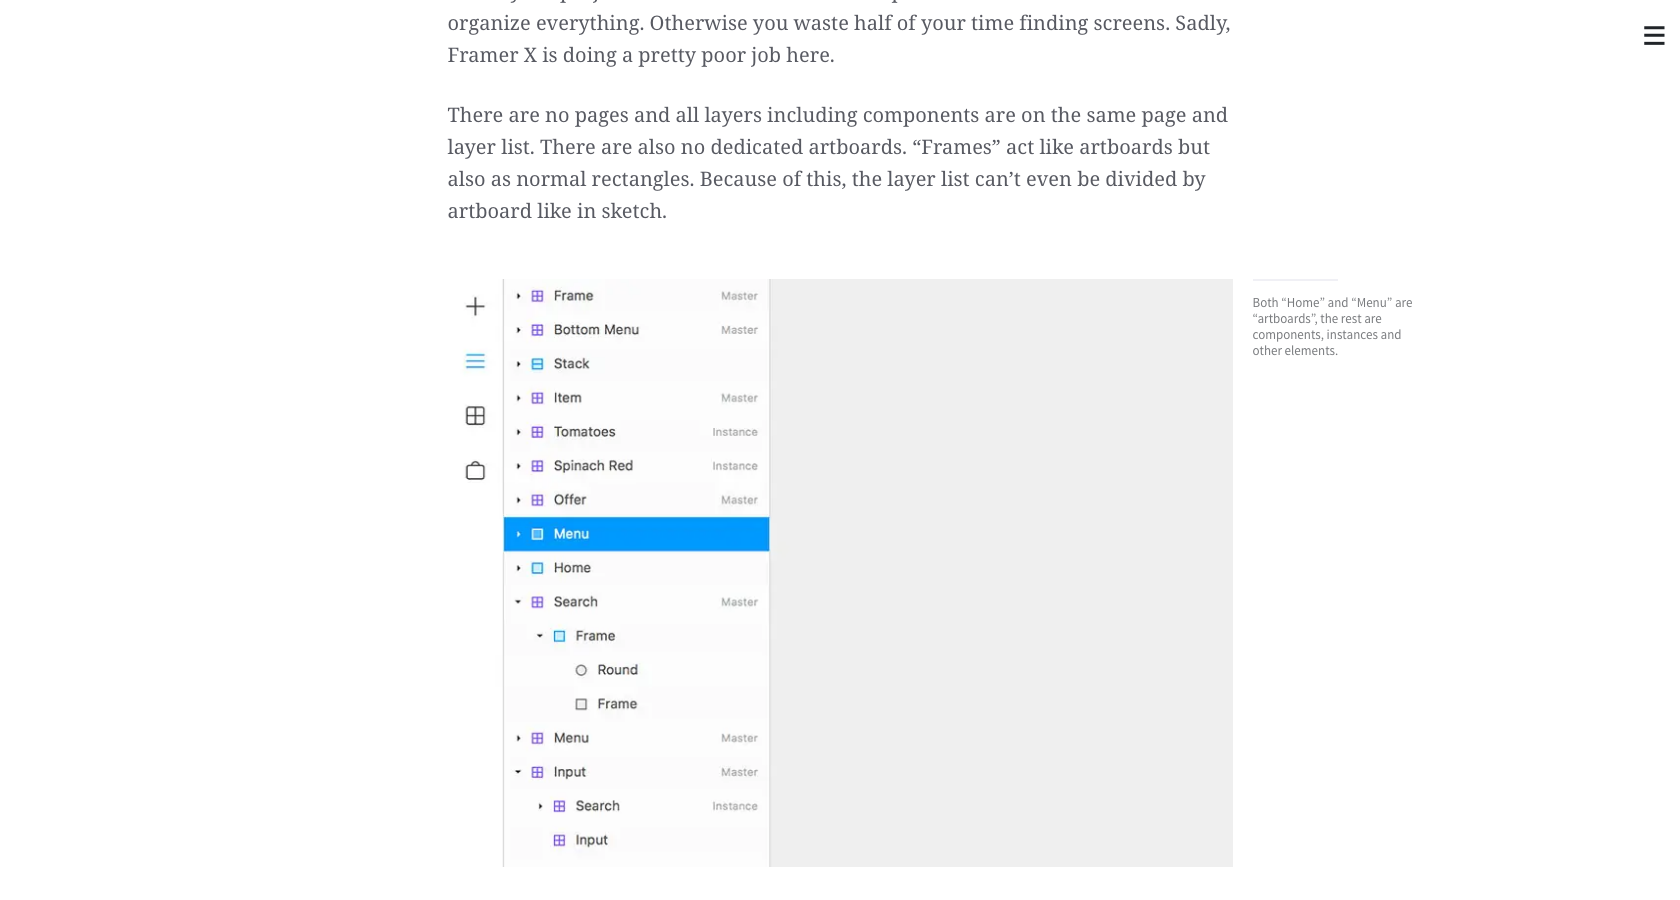 organize everything. Otherwise you waste half of your time finding screens. Sadly,
Framer X is doing a pretty poor job here.
There are no pages and all layers including components are on the same page and
layer list. There are also no dedicated artboards. “Frames” act like artboards but
also as normal rectangles. Because of this, the layer list can’t even be divided by
artboard like in sketch.
Frame Master
Bottom Menu Master
Stack
Item Master
Tomatoes Instance
Spinach Red Instance
Offer Master
Menu
Home
Search Master
Frame
Round
Frame
Menu Master
Input Master
Search Instance
Input
Both “Home” and “Menu” are
“artboards”, the rest are
components, instances and
other elements.